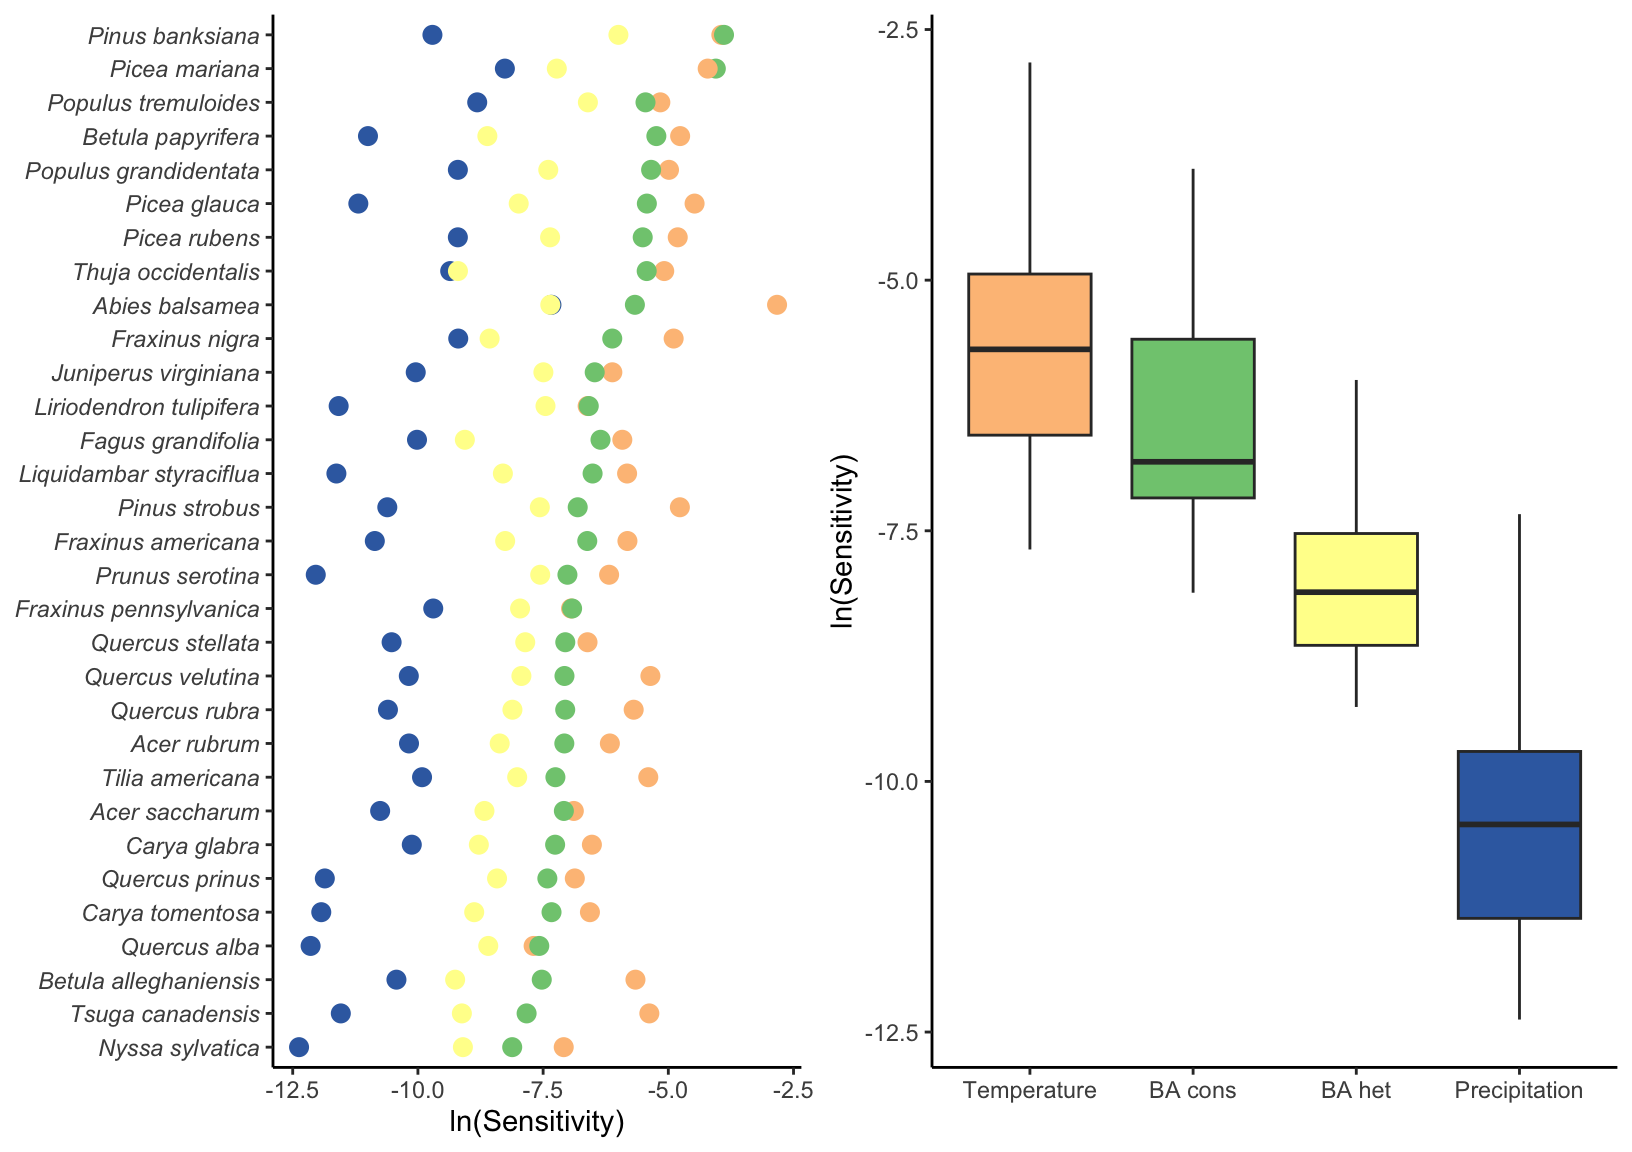 Pinus banksiana
Picea mariana
Populus tremuloides
Betula papyrifera
Populus grandidentata
Picea glauca
Picea rubens
Thuja occidentalis
Abies balsamea
Fraxinus nigra
Juniperus virginiana
Liriodendron tulipifera
Fagus grandifolia
Liquidambar styraciflua
Pinus strobus
Fraxinus americana
Prunus serotina
Fraxinus pennsylvanica
Quercus stellata
Quercus velutina
Quercus rubra
Acer rubrum
Tilia americana
Acer saccharum
Carya glabra
Quercus prinus
Carya tomentosa
Quercus alba
Betula alleghaniensis
Tsuga canadensis
Nyssa sylvatica
-12.5 -10.0 -7.5 -5.0 -2.5
ln(Sensitivity)
ln(Sensitivity)
-2.5
-5.0
-7.5
-10.0
-12.5
Temperature BA cons BA het Precipitation